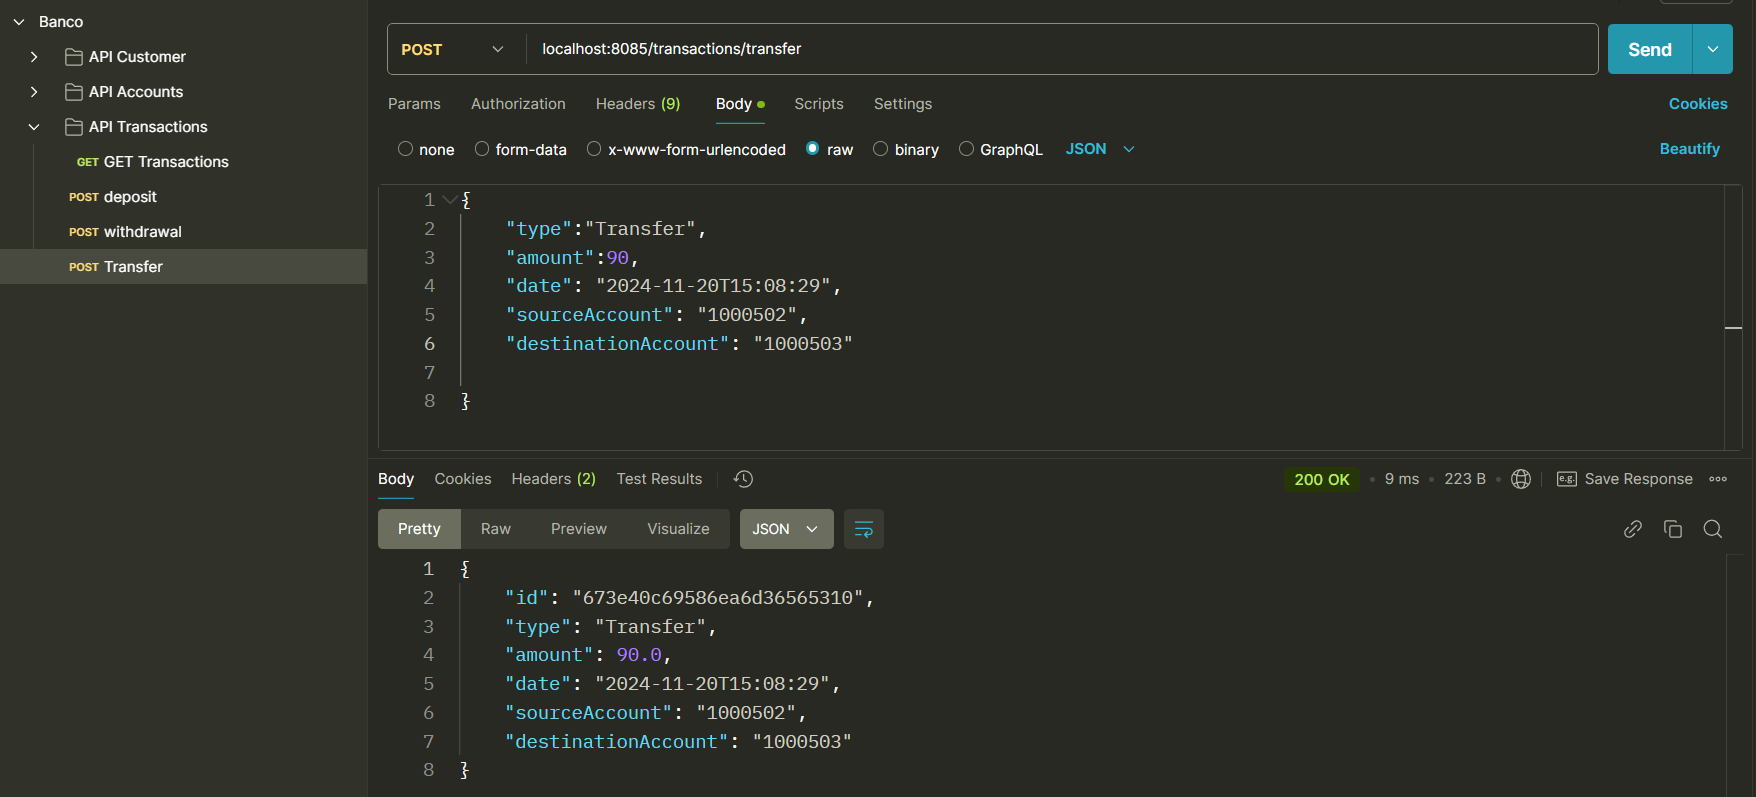 Banco
API Customer
API Accounts
API Transactions
GET GET Transactions
POST deposit
POST withdrawal
POST Transfer
POST localhost:8085/transactions/transfer Send
Params Authorization Headers (9) Body Scripts Settings Cookies
none form-data x-www-form-urlencoded raw binary GraphQL JSON Beautify
1 {
2 "type":"Transfer",
3 "amount":90,
4 "date": "2024-11-20T15:08:29",
5 "sourceAccount": "1000502",
6 "destinationAccount": "1000503"
7
8 }
Body Cookies Headers (2) Test Results 200 OK • 9 ms • 223 B • e.g. Save Response
Pretty Raw Preview Visualize JSON
1 {
2 "id": "673e40c69586ea6d36565310",
3 "type": "Transfer",
4 "amount": 90.0,
5 "date": "2024-11-20T15:08:29",
6 "sourceAccount": "1000502",
7 "destinationAccount": "1000503"
8 }